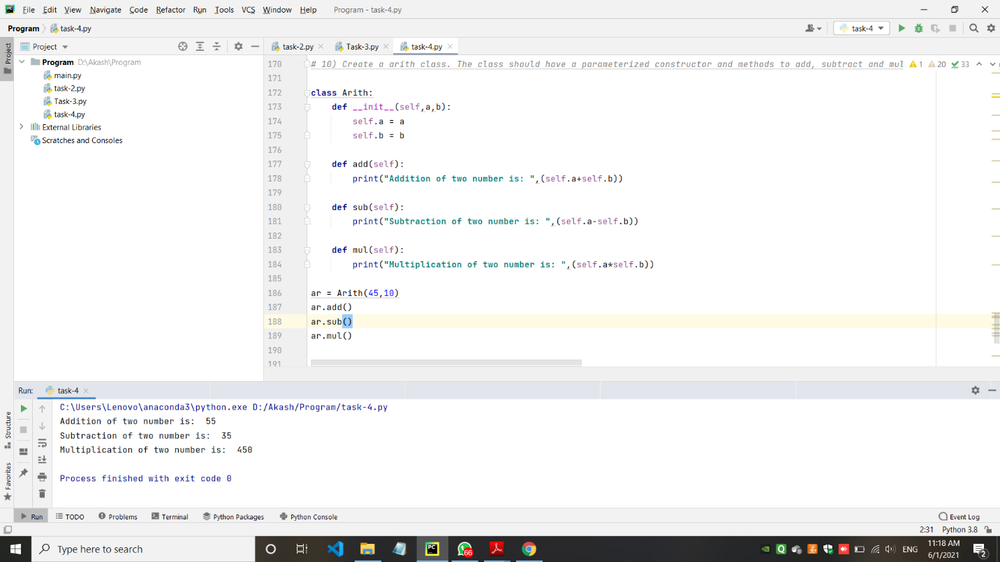 File Edit View Navigate Code Refactor Run Tools VCS Window Help Program - task-4.py
Program task-4.py task-4
Project task-2.py Task-3.py task-4.py
Project
Program D:\Akash\Program
main.py
task-2.py
Task-3.py
task-4.py
External Libraries
Scratches and Consoles
170 # 10) Create a arith class. The class should have a parameterized constructor and methods to add, subtract and mul 1 20 33
171
172 class Arith:
173 def __init__(self,a,b):
174 self.a = a
175 self.b = b
176
177 def add(self):
178 print("Addition of two number is: ",(self.a+self.b))
179
180 def sub(self):
181 print("Subtraction of two number is: ",(self.a-self.b))
182
183 def mul(self):
184 print("Multiplication of two number is: ",(self.a*self.b))
185
186 ar = Arith(45,10)
187 ar.add()
188 ar.sub()
189 ar.mul()
190
191
Run: task-4
C:\Users\Lenovo\anaconda3\python.exe D:/Akash/Program/task-4.py
Addition of two number is:  55
Subtraction of two number is:  35
Multiplication of two number is:  450
Process finished with exit code 0
Structure
Favorites
Run TODO Problems Terminal Python Packages Python Console Event Log
2:31 Python 3.8
Type here to search PC 66 ENG 11:18 AM
6/1/2021 2